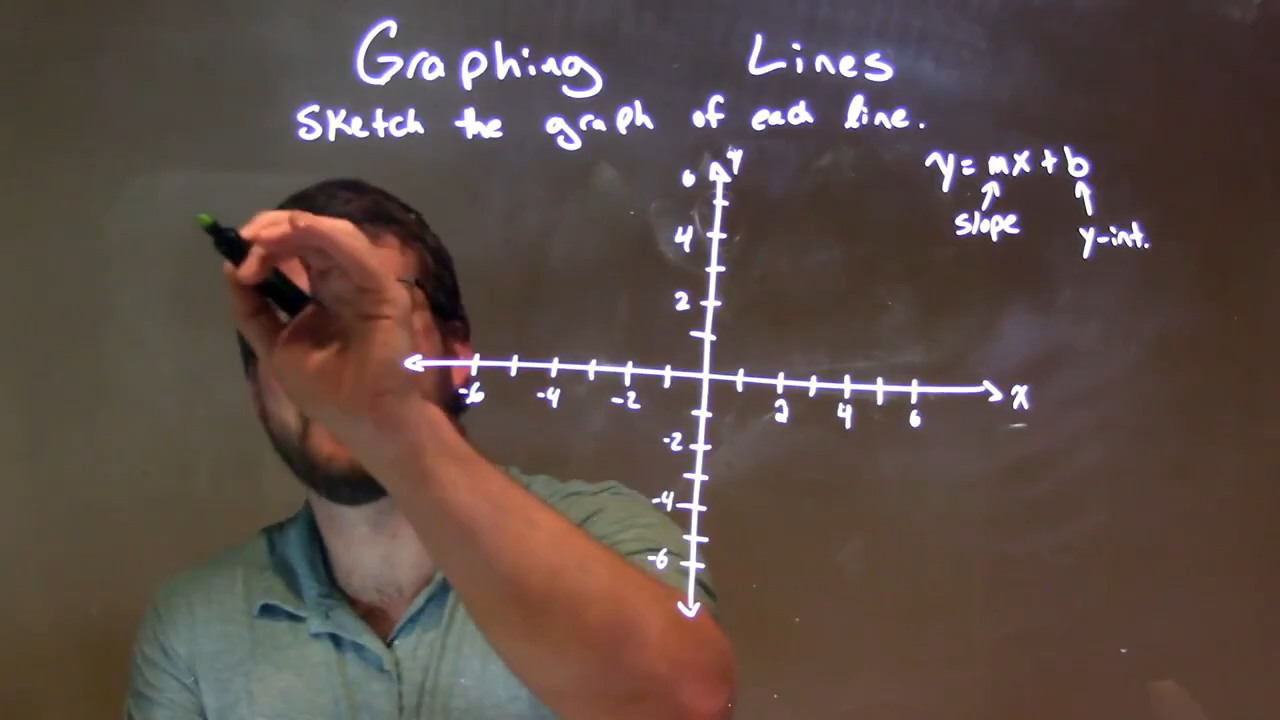 Graphing Lines
Sketch the graph of each line.
y = mx + b
slope
y-int.
y
6
4
2
-6 -4 -2 2 4 6 x
-2
-4
-6